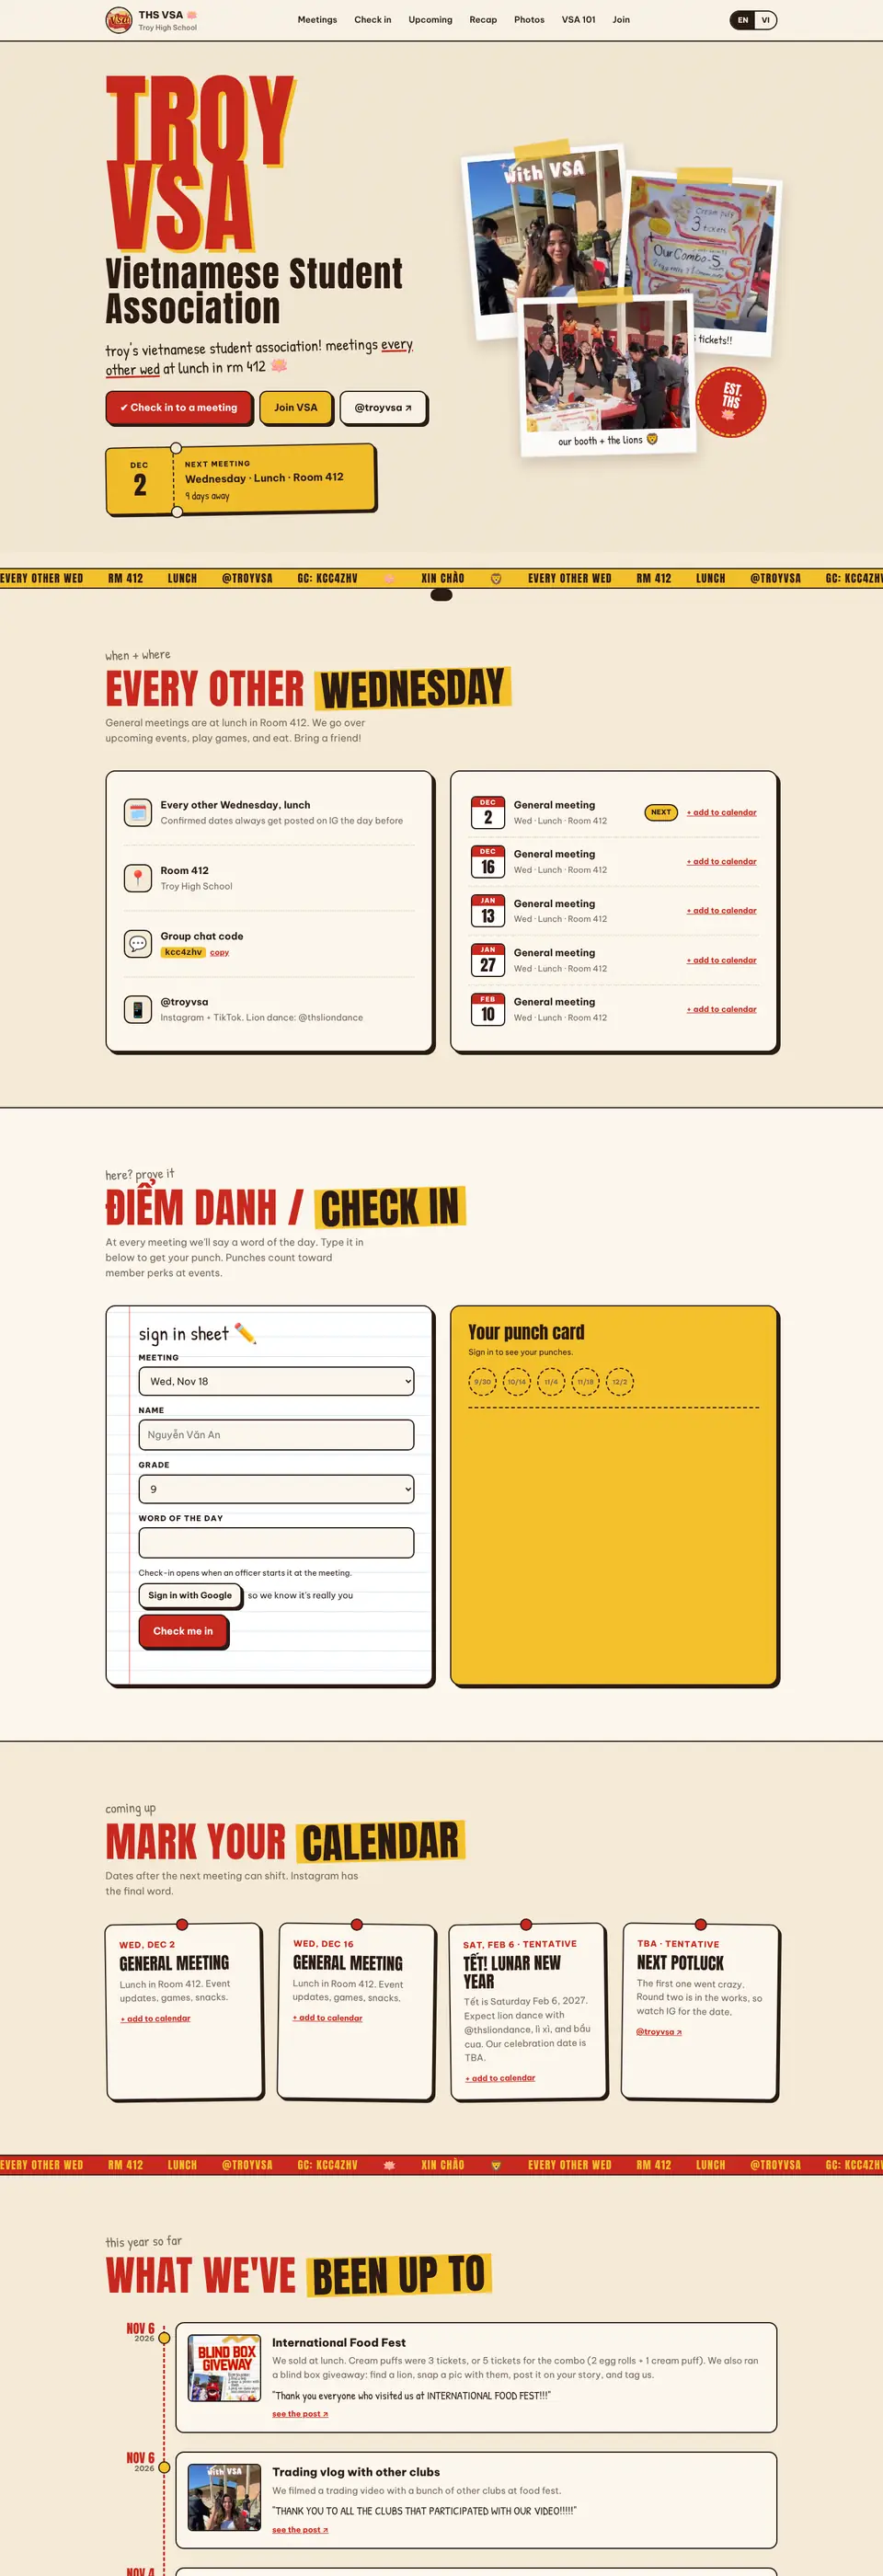 THS VSA 🪷
Troy High School
Meetings Check in Upcoming Recap Photos VSA 101 Join
EN VI
TROY
VSA
Vietnamese Student
Association
troy's vietnamese student association! meetings every
other wed at lunch in rm 412 🪷
✔ Check in to a meeting
Join VSA
@troyvsa ↗
DEC
2
NEXT MEETING
Wednesday · Lunch · Room 412
9 days away
with VSA
Cream puff
3 tickets
Our Combo-5
tickets!!
our booth + the lions 🦁
EST.
THS
EVERY OTHER WED RM 412 LUNCH @TROYVSA GC: KCC4ZHV 🪷 XIN CHÀO 🦁 EVERY OTHER WED RM 412 LUNCH @TROYVSA GC: KCC4ZHV
when + where
EVERY OTHER WEDNESDAY
General meetings are at lunch in Room 412. We go over
upcoming events, play games, and eat. Bring a friend!
Every other Wednesday, lunch
Confirmed dates always get posted on IG the day before
Room 412
Troy High School
Group chat code
kcc4zhv copy
@troyvsa
Instagram + TikTok. Lion dance: @thsliondance
DEC
2
General meeting
Wed · Lunch · Room 412
NEXT
+ add to calendar
DEC
16
General meeting
Wed · Lunch · Room 412
+ add to calendar
JAN
13
General meeting
Wed · Lunch · Room 412
+ add to calendar
JAN
27
General meeting
Wed · Lunch · Room 412
+ add to calendar
FEB
10
General meeting
Wed · Lunch · Room 412
+ add to calendar
here? prove it
ĐIỂM DANH / CHECK IN
At every meeting we'll say a word of the day. Type it in
below to get your punch. Punches count toward
member perks at events.
sign in sheet ✏️
MEETING
Wed, Nov 18
NAME
Nguyễn Văn An
GRADE
9
WORD OF THE DAY
Check-in opens when an officer starts it at the meeting.
Sign in with Google so we know it's really you
Check me in
Your punch card
Sign in to see your punches.
9/30 10/14 11/4 11/18 12/2
coming up
MARK YOUR CALENDAR
Dates after the next meeting can shift. Instagram has
the final word.
WED, DEC 2
GENERAL MEETING
Lunch in Room 412. Event
updates, games, snacks.
+ add to calendar
WED, DEC 16
GENERAL MEETING
Lunch in Room 412. Event
updates, games, snacks.
+ add to calendar
SAT, FEB 6 · TENTATIVE
TẾT! LUNAR NEW
YEAR
Tết is Saturday Feb 6, 2027.
Expect lion dance with
@thsliondance, lì xì, and bầu
cua. Our celebration date is
TBA.
+ add to calendar
TBA · TENTATIVE
NEXT POTLUCK
The first one went crazy.
Round two is in the works, so
watch IG for the date.
@troyvsa ↗
EVERY OTHER WED RM 412 LUNCH @TROYVSA GC: KCC4ZHV 🪷 XIN CHÀO 🦁 EVERY OTHER WED RM 412 LUNCH @TROYVSA GC: KCC4ZHV
this year so far
WHAT WE'VE BEEN UP TO
NOV 6
2026
BLIND BOX
GIVEWAY
International Food Fest
We sold at lunch. Cream puffs were 3 tickets, or 5 tickets for the combo (2 egg rolls + 1 cream puff). We also ran
a blind box giveaway: find a lion, snap a pic with them, post it on your story, and tag us.
"Thank you everyone who visited us at INTERNATIONAL FOOD FEST!!!"
see the post ↗
NOV 6
2026
with VSA
Trading vlog with other clubs
We filmed a trading video with a bunch of other clubs at food fest.
"THANK YOU TO ALL THE CLUBS THAT PARTICIPATED WITH OUR VIDEO!!!!!"
see the post ↗
NOV 4